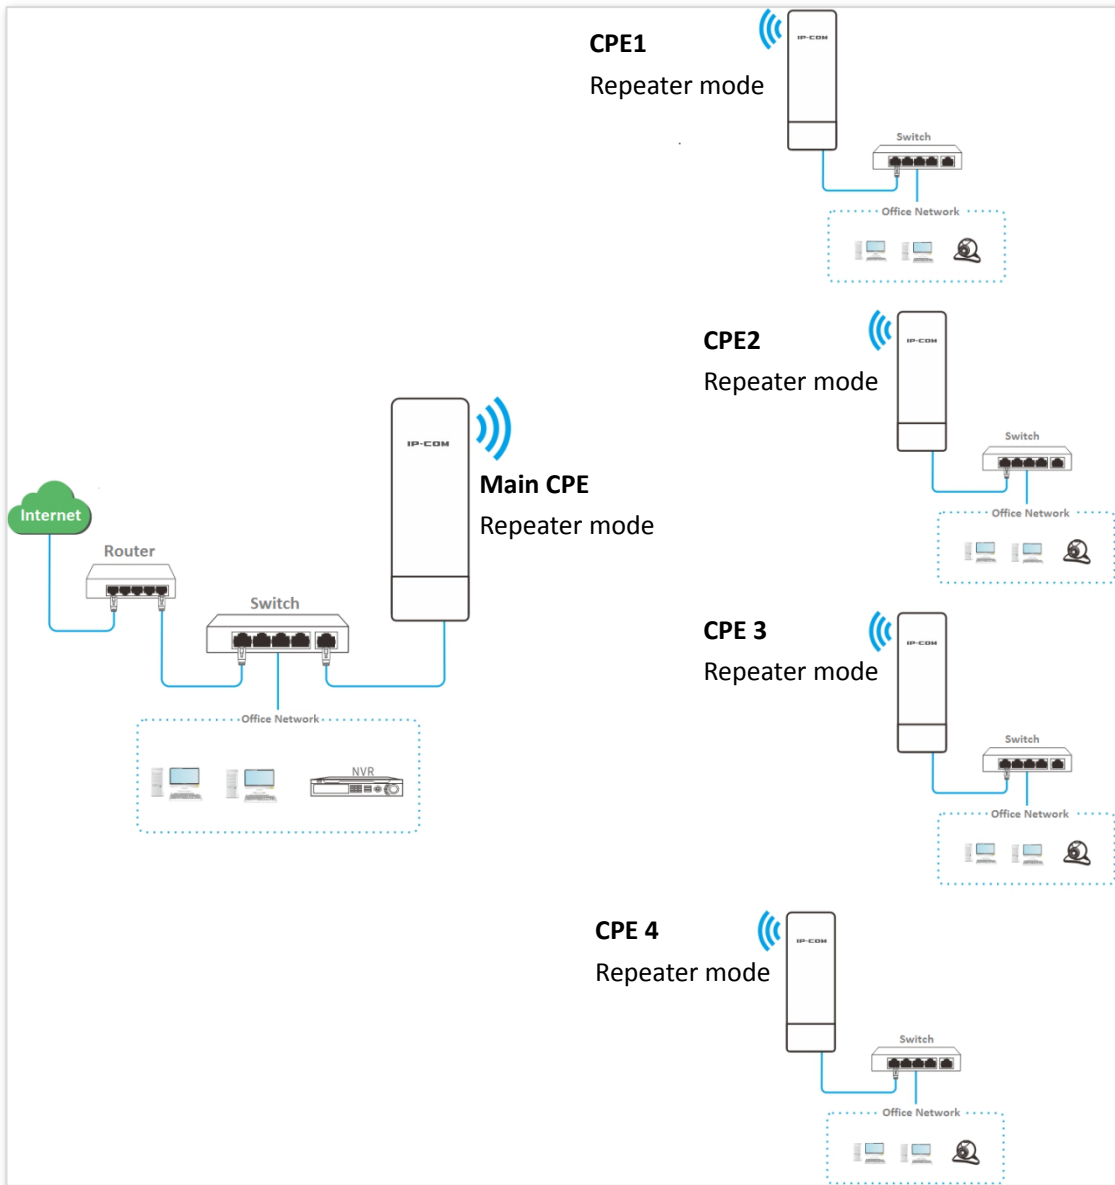 CPE1
Repeater mode
IP-COM
Switch
Office Network
CPE2
Repeater mode
IP-COM
Switch
Office Network
IP-COM
Main CPE
Repeater mode
Internet
Router
Switch
Office Network
NVR
CPE 3
Repeater mode
IP-COM
Switch
Office Network
CPE 4
Repeater mode
IP-COM
Switch
Office Network